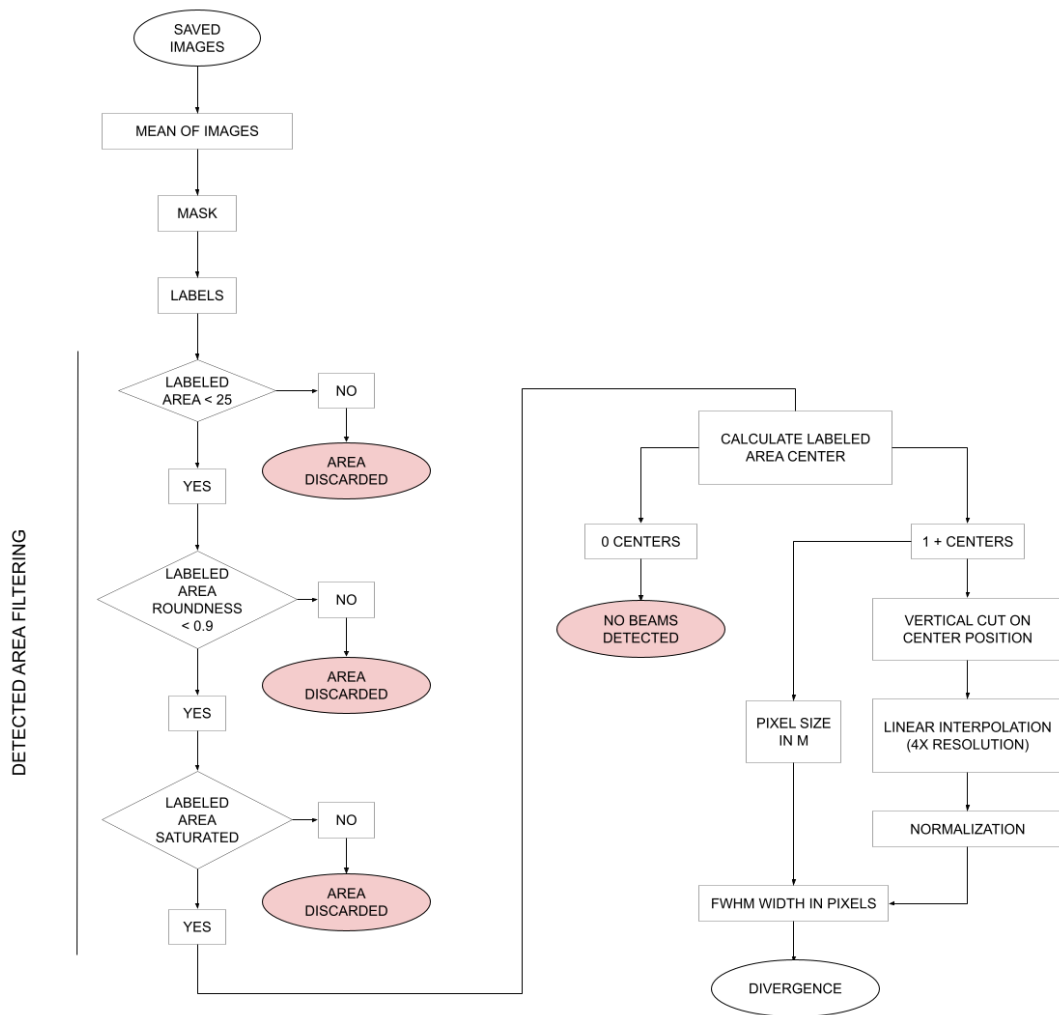 SAVED
IMAGES
MEAN OF IMAGES
MASK
LABELS
DETECTED AREA FILTERING
LABELED
AREA < 25
NO
AREA
DISCARDED
YES
LABELED
AREA
ROUNDNESS
< 0.9
NO
AREA
DISCARDED
YES
LABELED
AREA
SATURATED
NO
AREA
DISCARDED
YES
CALCULATE LABELED
AREA CENTER
0 CENTERS
NO BEAMS
DETECTED
1 + CENTERS
VERTICAL CUT ON
CENTER POSITION
PIXEL SIZE
IN M
LINEAR INTERPOLATION
(4X RESOLUTION)
NORMALIZATION
FWHM WIDTH IN PIXELS
DIVERGENCE